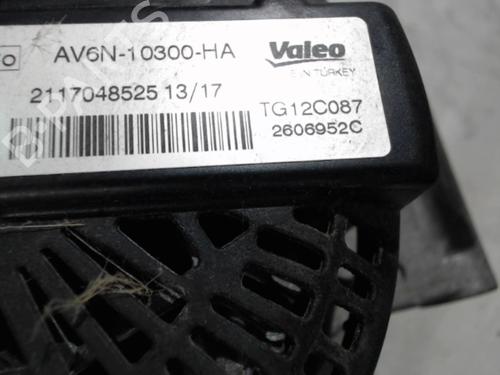 AV6N-10300-HA
Valeo
2117048525 13/17
TG12C087
2606952C